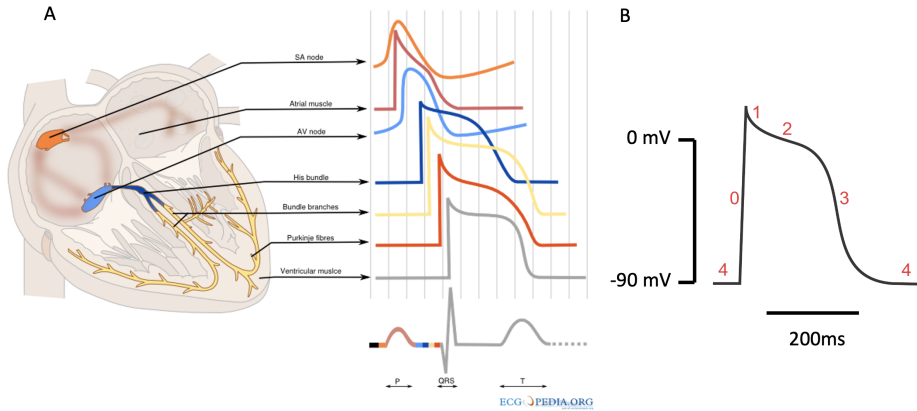 A
SA node
Atrial muscle
AV node
His bundle
Bundle branches
Purkinje fibres
Ventricular muslce
P
QRS
T
ECGPEDIA.ORG
B
0 mV
-90 mV
1
2
0
3
4
4
200ms